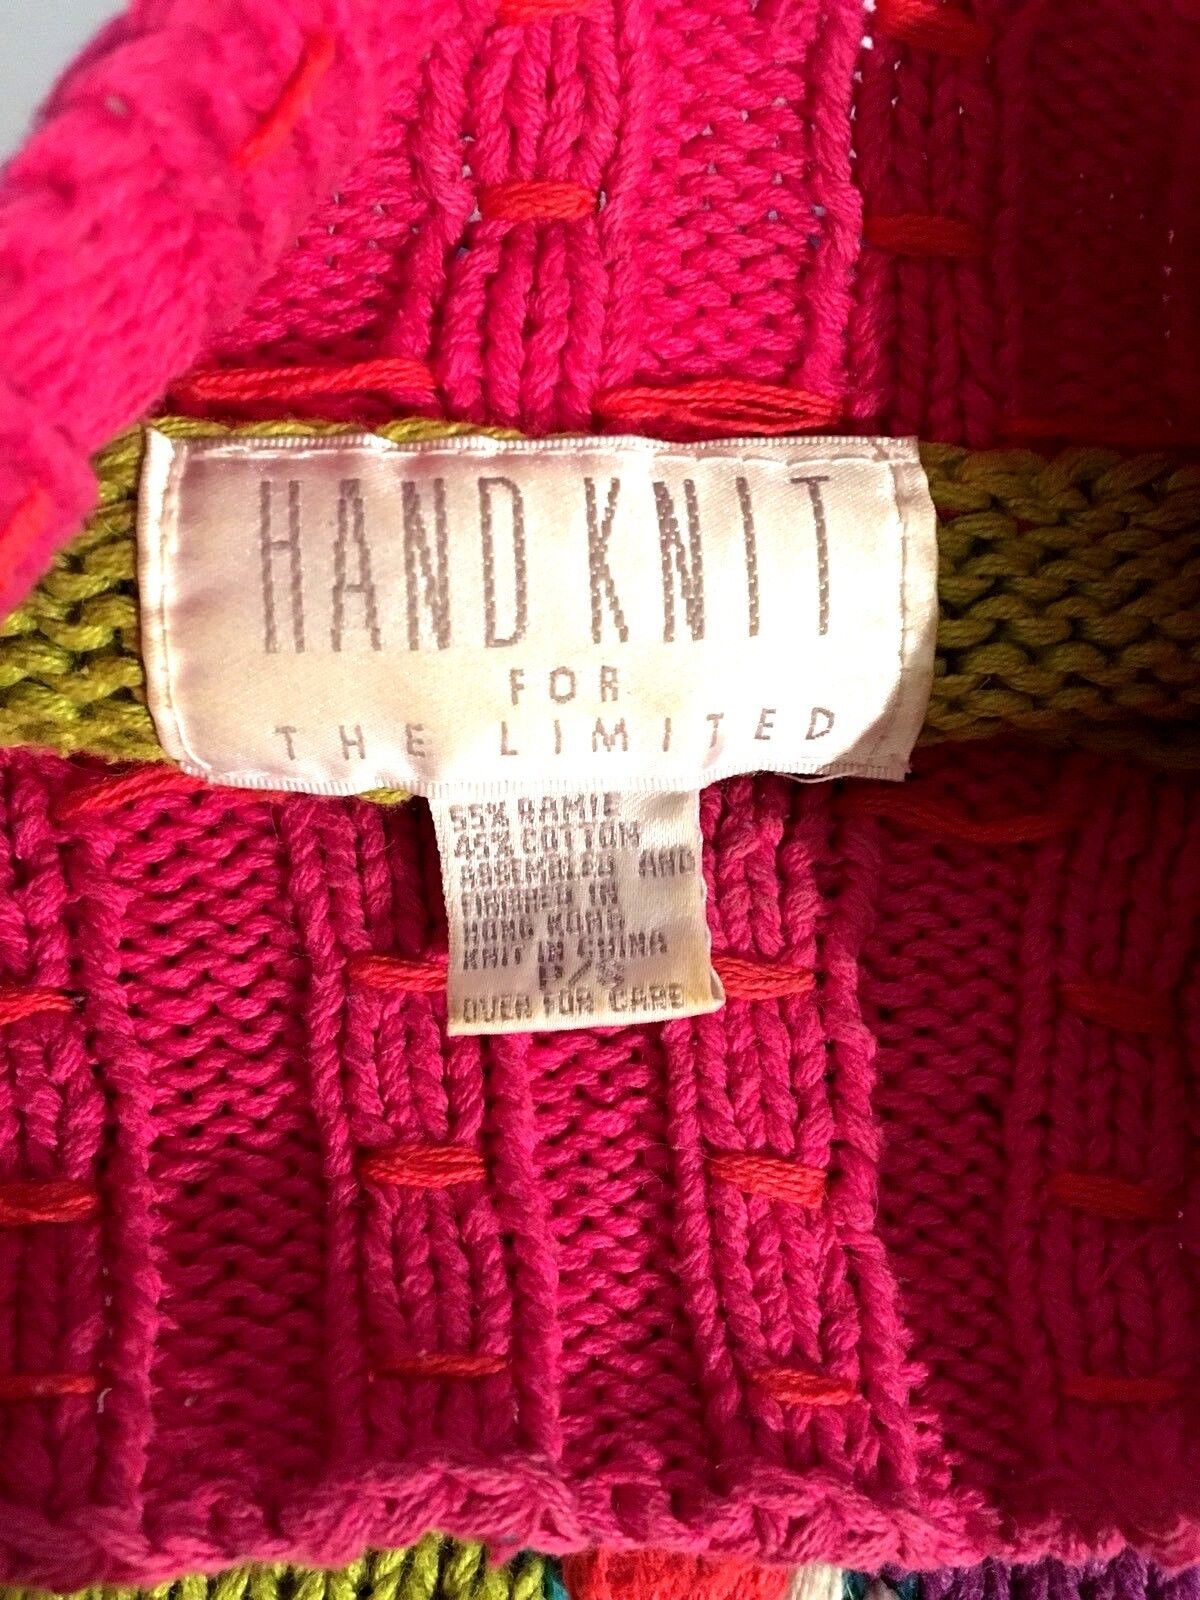 HAND KNIT
FOR
THE LIMITED
55% RAMIE
45% COTTON
ASSEMBLED AND
FINISHED IN
HONG KONG
KNIT IN CHINA
P/S
OVER FOR CARE